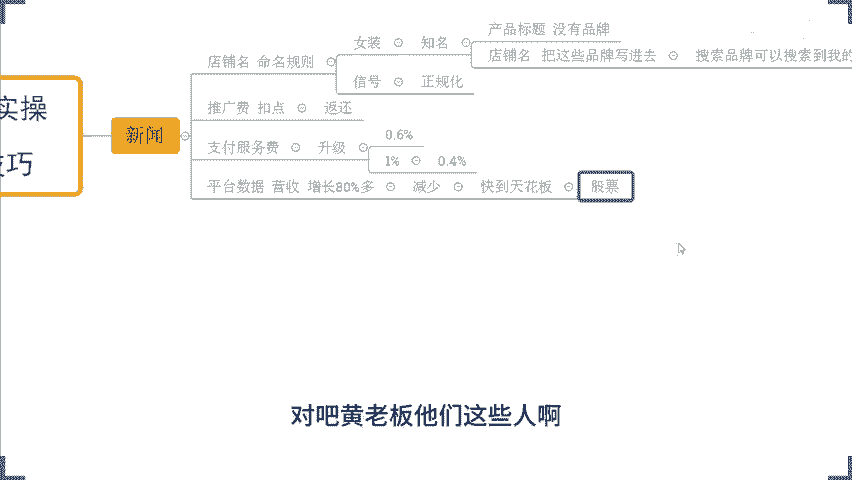 实操
技巧
新闻
店铺名 命名规则
女装
知名
产品标题 没有品牌
店铺名 把这些品牌写进去
搜索品牌可以搜索到我的
信号
正规化
推广费 扣点
返还
支付服务费
升级
0.6%
1%
0.4%
平台数据 营收 增长80%多
减少
快到天花板
股票
对吧黄老板他们这些人啊